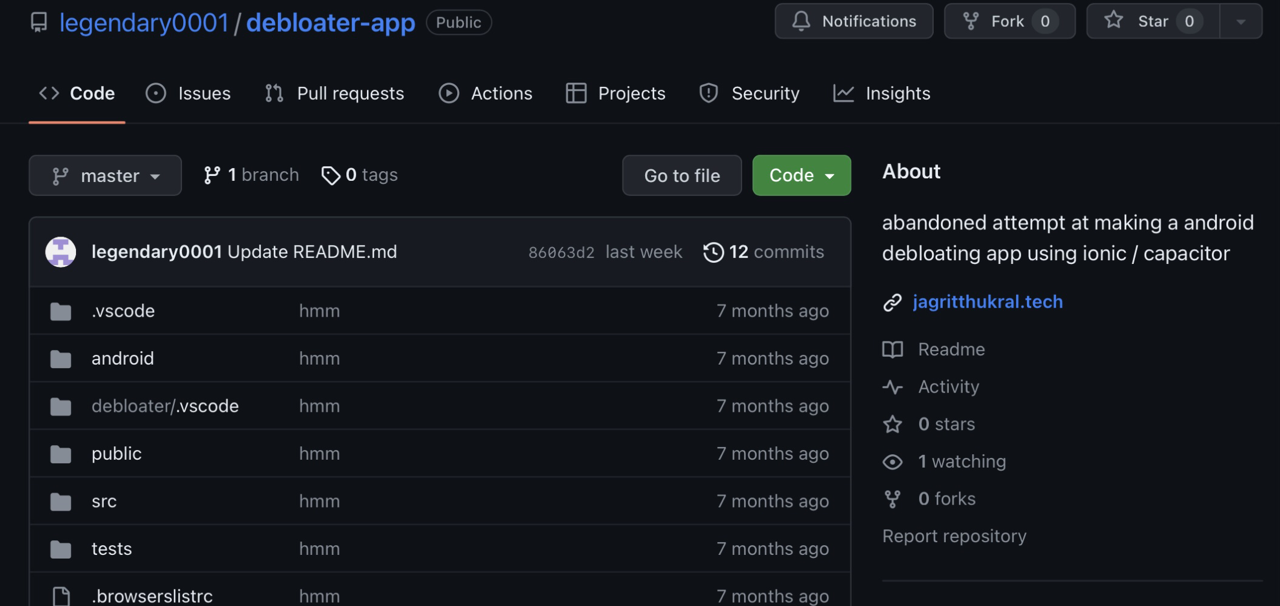 legendary0001 / debloater-app Public Notifications Fork 0 Star 0
Code Issues Pull requests Actions Projects Security Insights
master 1 branch 0 tags Go to file Code
legendary0001 Update README.md 86063d2 last week 12 commits
.vscode hmm 7 months ago
android hmm 7 months ago
debloater/.vscode hmm 7 months ago
public hmm 7 months ago
src hmm 7 months ago
tests hmm 7 months ago
.browserslistrc hmm 7 months ago
About
abandoned attempt at making a android
debloating app using ionic / capacitor
jagritthukral.tech
Readme
Activity
0 stars
1 watching
0 forks
Report repository